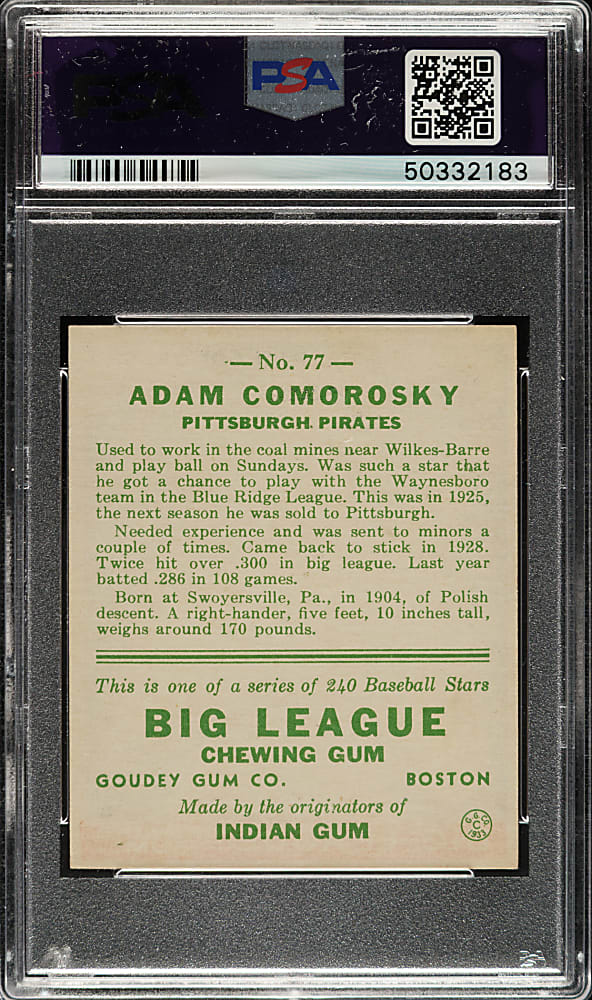 PSA
50332183
— No. 77 —
ADAM COMOROSKY
PITTSBURGH PIRATES
Used to work in the coal mines near Wilkes-Barre
and play ball on Sundays. Was such a star that
he got a chance to play with the Waynesboro
team in the Blue Ridge League. This was in 1925,
the next season he was sold to Pittsburgh.
Needed experience and was sent to minors a
couple of times. Came back to stick in 1928.
Twice hit over .300 in big league. Last year
batted .286 in 108 games.
Born at Swoyersville, Pa., in 1904, of Polish
descent. A right-hander, five feet, 10 inches tall,
weighs around 170 pounds.
This is one of a series of 240 Baseball Stars
BIG LEAGUE
CHEWING GUM
GOUDEY GUM CO. BOSTON
Made by the originators of
INDIAN GUM
G. G. CO.
C
1933